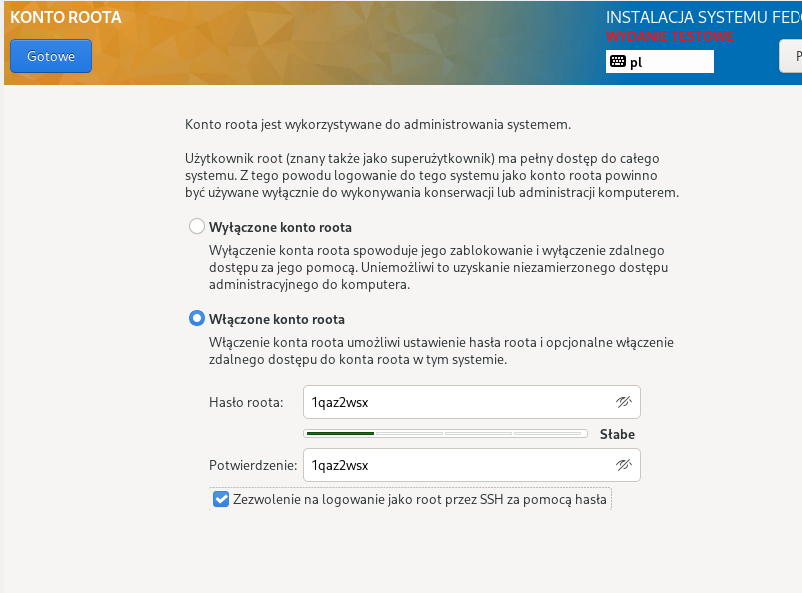 KONTO ROOTA
INSTALACJA SYSTEMU FEDO
Gotowe
WYDANIE TESTOWE
pl
P
Konto roota jest wykorzystywane do administrowania systemem.
Użytkownik root (znany także jako superużytkownik) ma pełny dostęp do całego
systemu. Z tego powodu logowanie do tego systemu jako konto roota powinno
być używane wyłącznie do wykonywania konserwacji lub administracji komputerem.
Wyłączone konto roota
Wyłączenie konta roota spowoduje jego zablokowanie i wyłączenie zdalnego
dostępu za jego pomocą. Uniemożliwi to uzyskanie niezamierzonego dostępu
administracyjnego do komputera.
Włączone konto roota
Włączenie konta roota umożliwi ustawienie hasła roota i opcjonalne włączenie
zdalnego dostępu do konta roota w tym systemie.
Hasło roota:
1qaz2wsx
Słabe
Potwierdzenie:
1qaz2wsx
Zezwolenie na logowanie jako root przez SSH za pomocą hasła